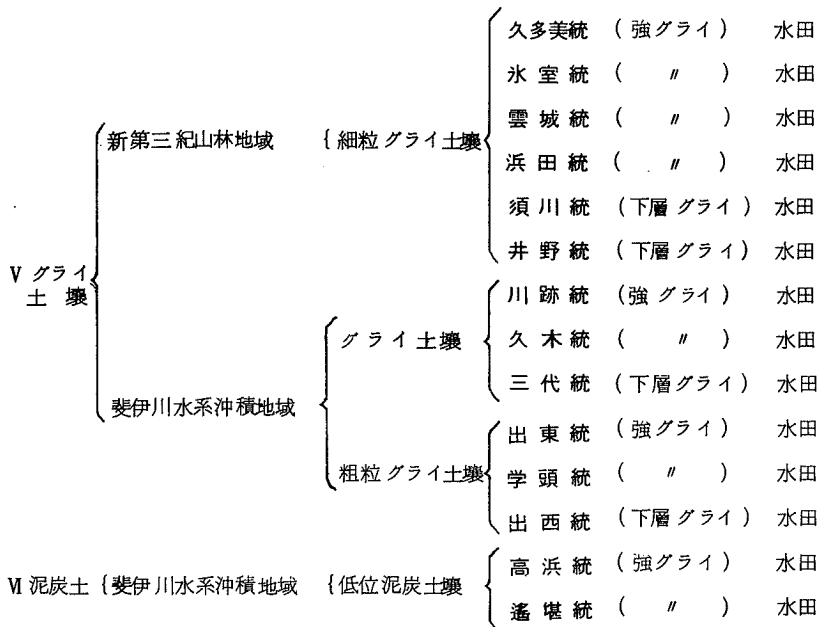 久多美統 （強グライ） 水田
氷室統 （ 〃 ） 水田
雲城統 （ 〃 ） 水田
新第三紀山林地域 ｛細粒グライ土壌 浜田統 （ 〃 ） 水田
須川統 （下層グライ） 水田
井野統 （下層グライ） 水田
Ⅴ グライ土壌
川跡統 （強グライ） 水田
グライ土壌 久木統 （ 〃 ） 水田
三代統 （下層グライ） 水田
斐伊川水系沖積地域
出東統 （強グライ） 水田
粗粒グライ土壌 学頭統 （ 〃 ） 水田
出西統 （下層グライ） 水田
高浜統 （強グライ） 水田
Ⅵ 泥炭土 ｛斐伊川水系沖積地域 ｛低位泥炭土壌
遙堪統 （ 〃 ） 水田